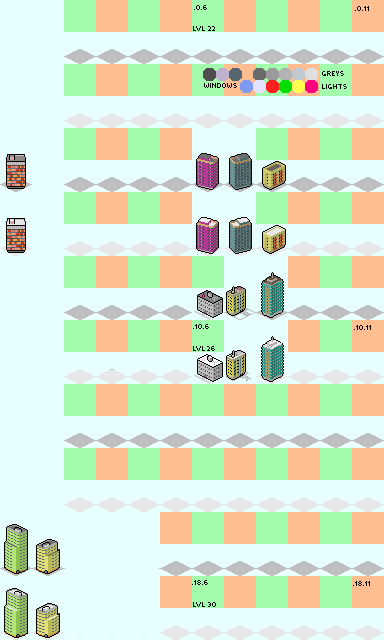 .0.6 .0.11
LVL 22
GREYS
WINDOWS LIGHTS
.10.6 .10.11
LVL 26
.18.6 .18.11
LVL 30